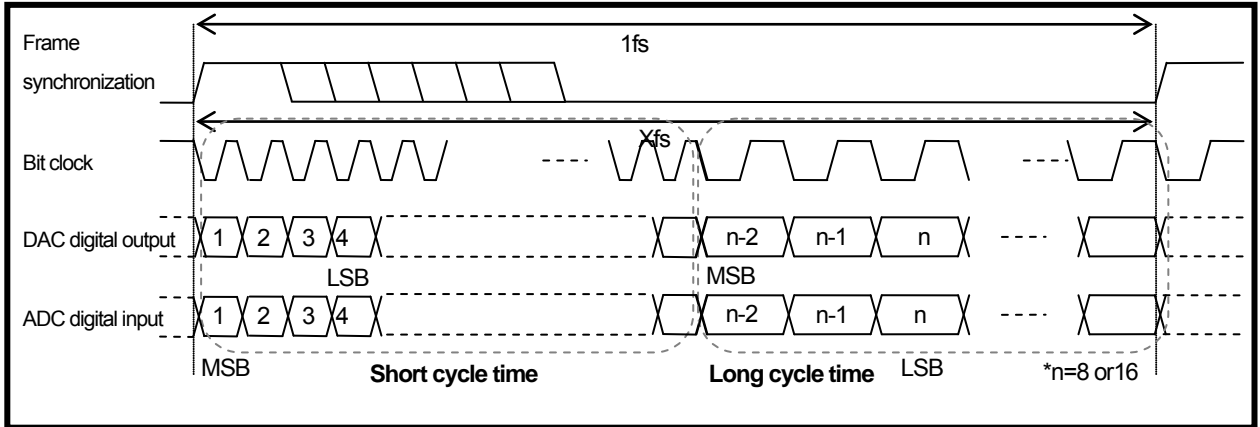 Frame
1fs
synchronization
Xfs
Bit clock
DAC digital output 1 2 3 4 n-2 n-1 n
LSB MSB
ADC digital input 1 2 3 4 n-2 n-1 n
MSB Short cycle time Long cycle time LSB *n=8 or16